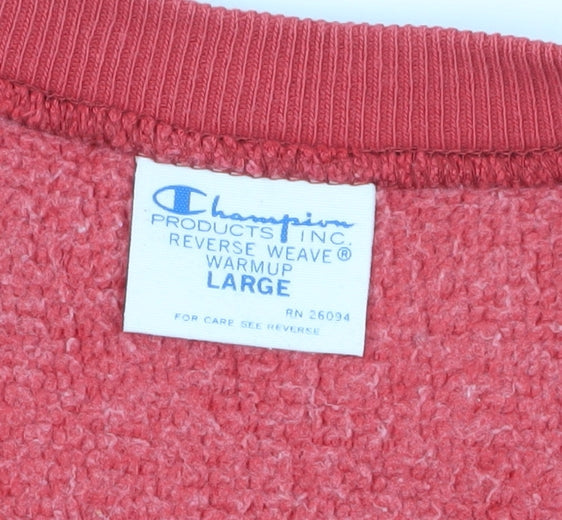 Champion
PRODUCTS INC.
REVERSE WEAVE®
WARMUP
LARGE
RN 26094
FOR CARE SEE REVERSE